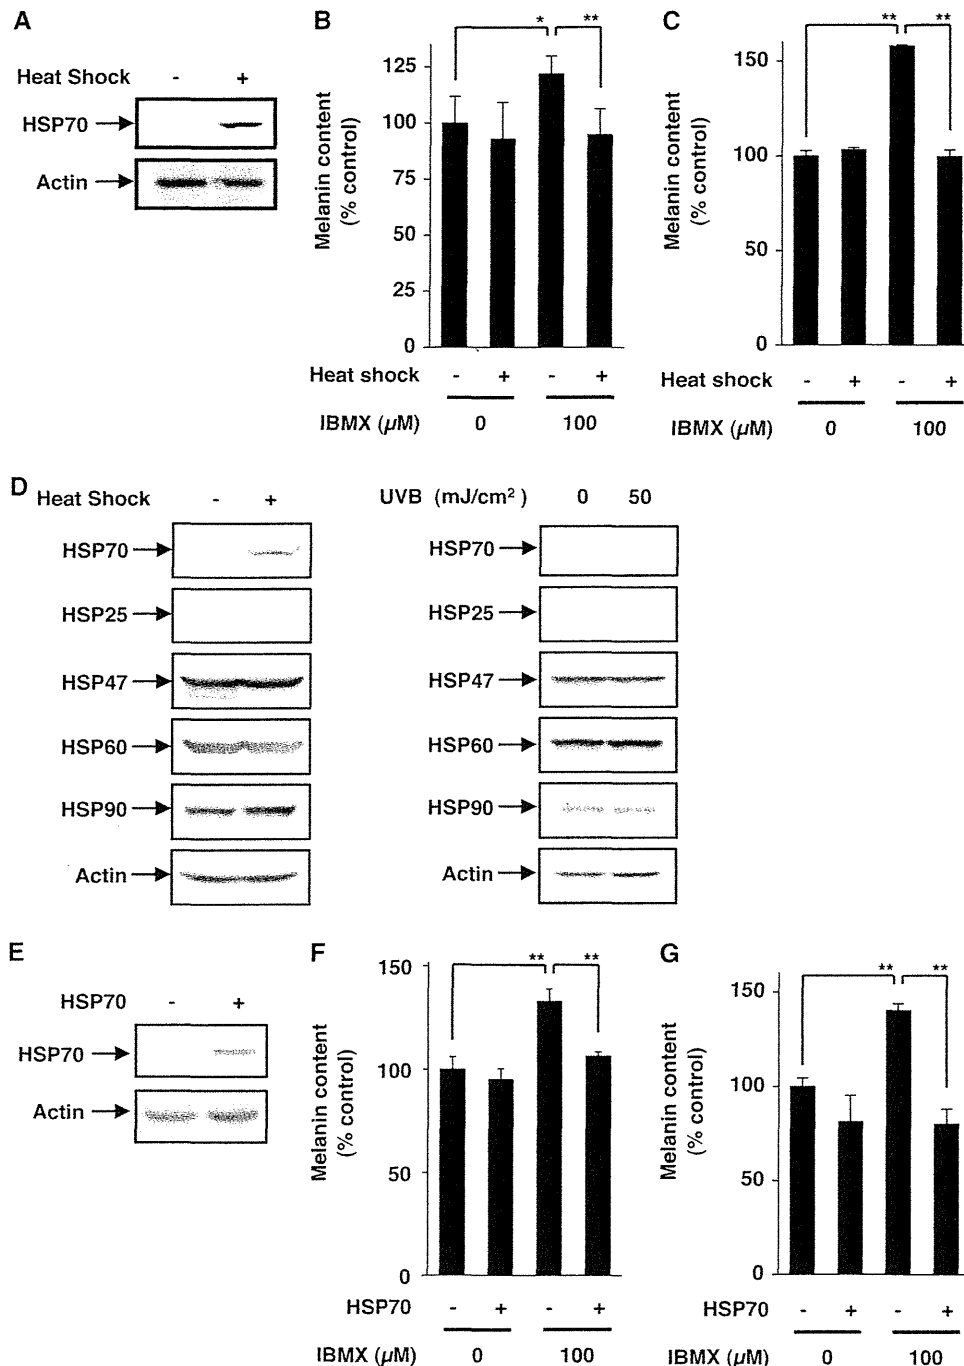 A
Heat Shock - +
HSP70
Actin
B
* **
Melanin content
(% control)
125
100
75
50
25
0
Heat shock - + - +
IBMX (µM) 0 100
C
** **
Melanin content
(% control)
150
100
50
0
Heat shock - + - +
IBMX (µM) 0 100
D
Heat Shock - +
HSP70
HSP25
HSP47
HSP60
HSP90
Actin
UVB (mJ/cm²) 0 50
HSP70
HSP25
HSP47
HSP60
HSP90
Actin
E
HSP70 - +
HSP70
Actin
F
** **
Melanin content
(% control)
150
100
50
0
HSP70 - + - +
IBMX (µM) 0 100
G
** **
Melanin content
(% control)
150
100
50
0
HSP70 - + - +
IBMX (µM) 0 100